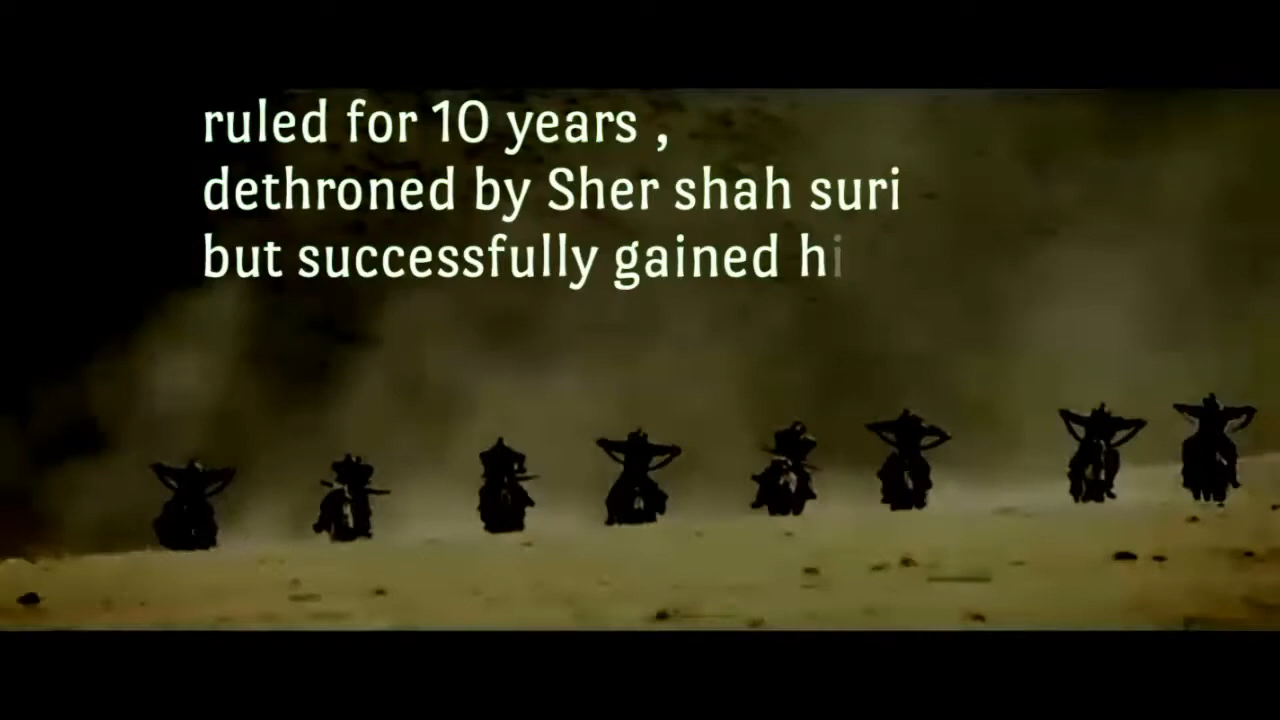 ruled for 10 years ,
dethroned by Sher shah suri
but successfully gained hi